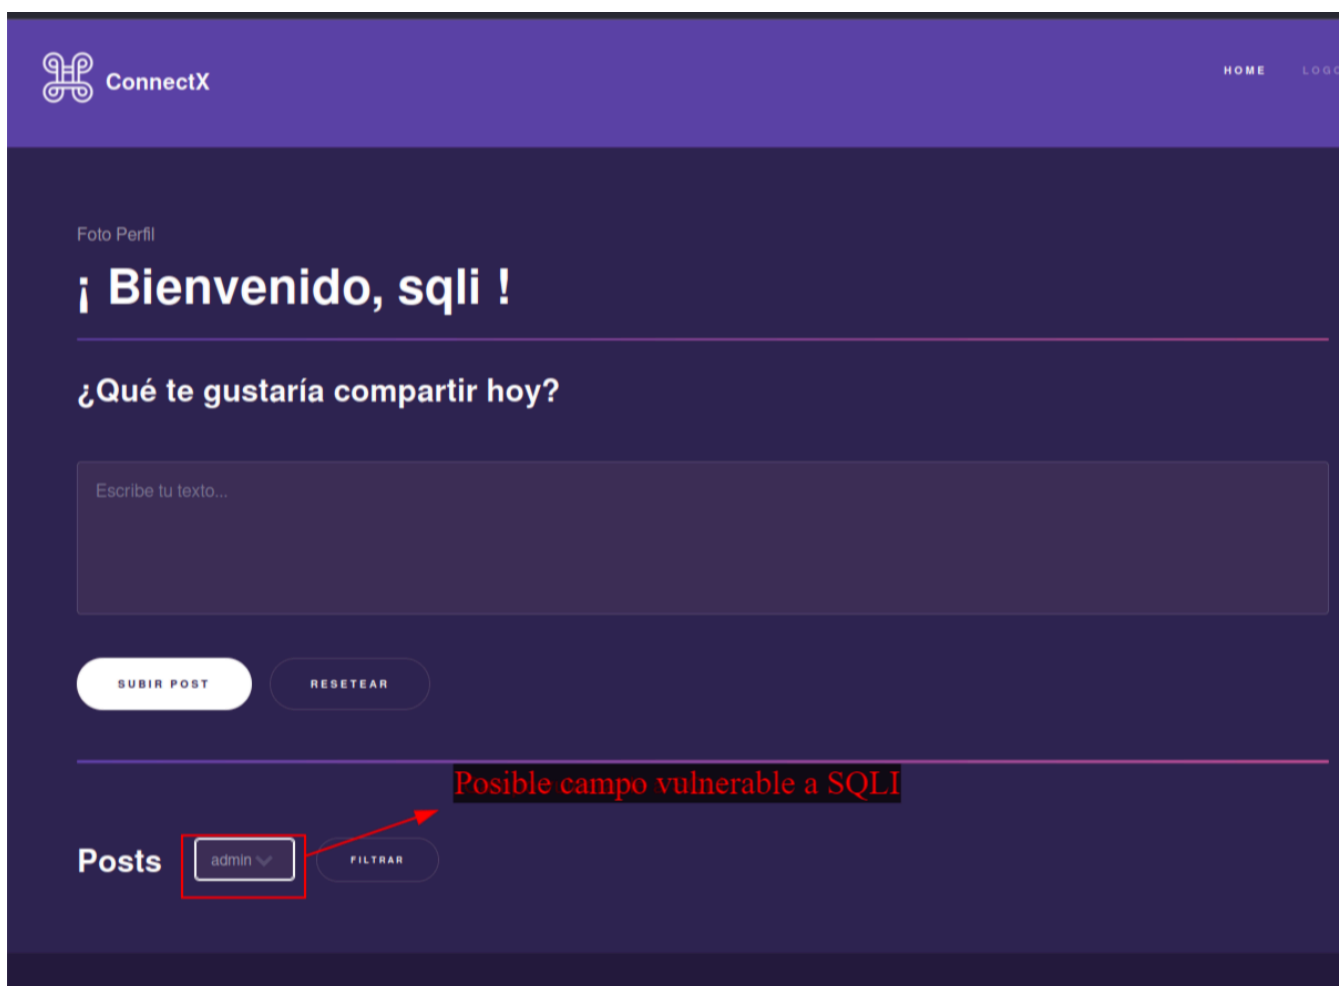 ConnectX
HOME
Foto Perfil
¡ Bienvenido, sqli !
¿Qué te gustaría compartir hoy?
Escribe tu texto...
SUBIR POST RESETEAR
Posible campo vulnerable a SQLI
Posts admin FILTRAR